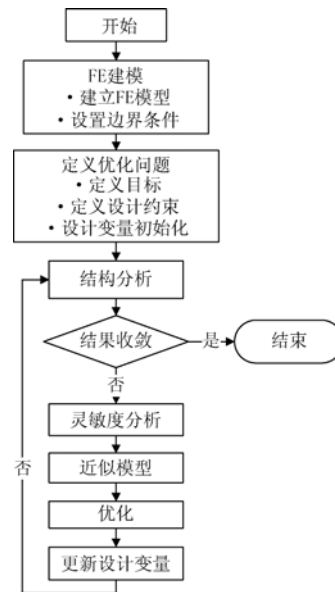 开始
FE建模
·建立FE模型
·设置边界条件
定义优化问题
·定义目标
·定义设计约束
·设计变量初始化
结构分析
结果收敛
是
结束
否
灵敏度分析
近似模型
否
优化
更新设计变量